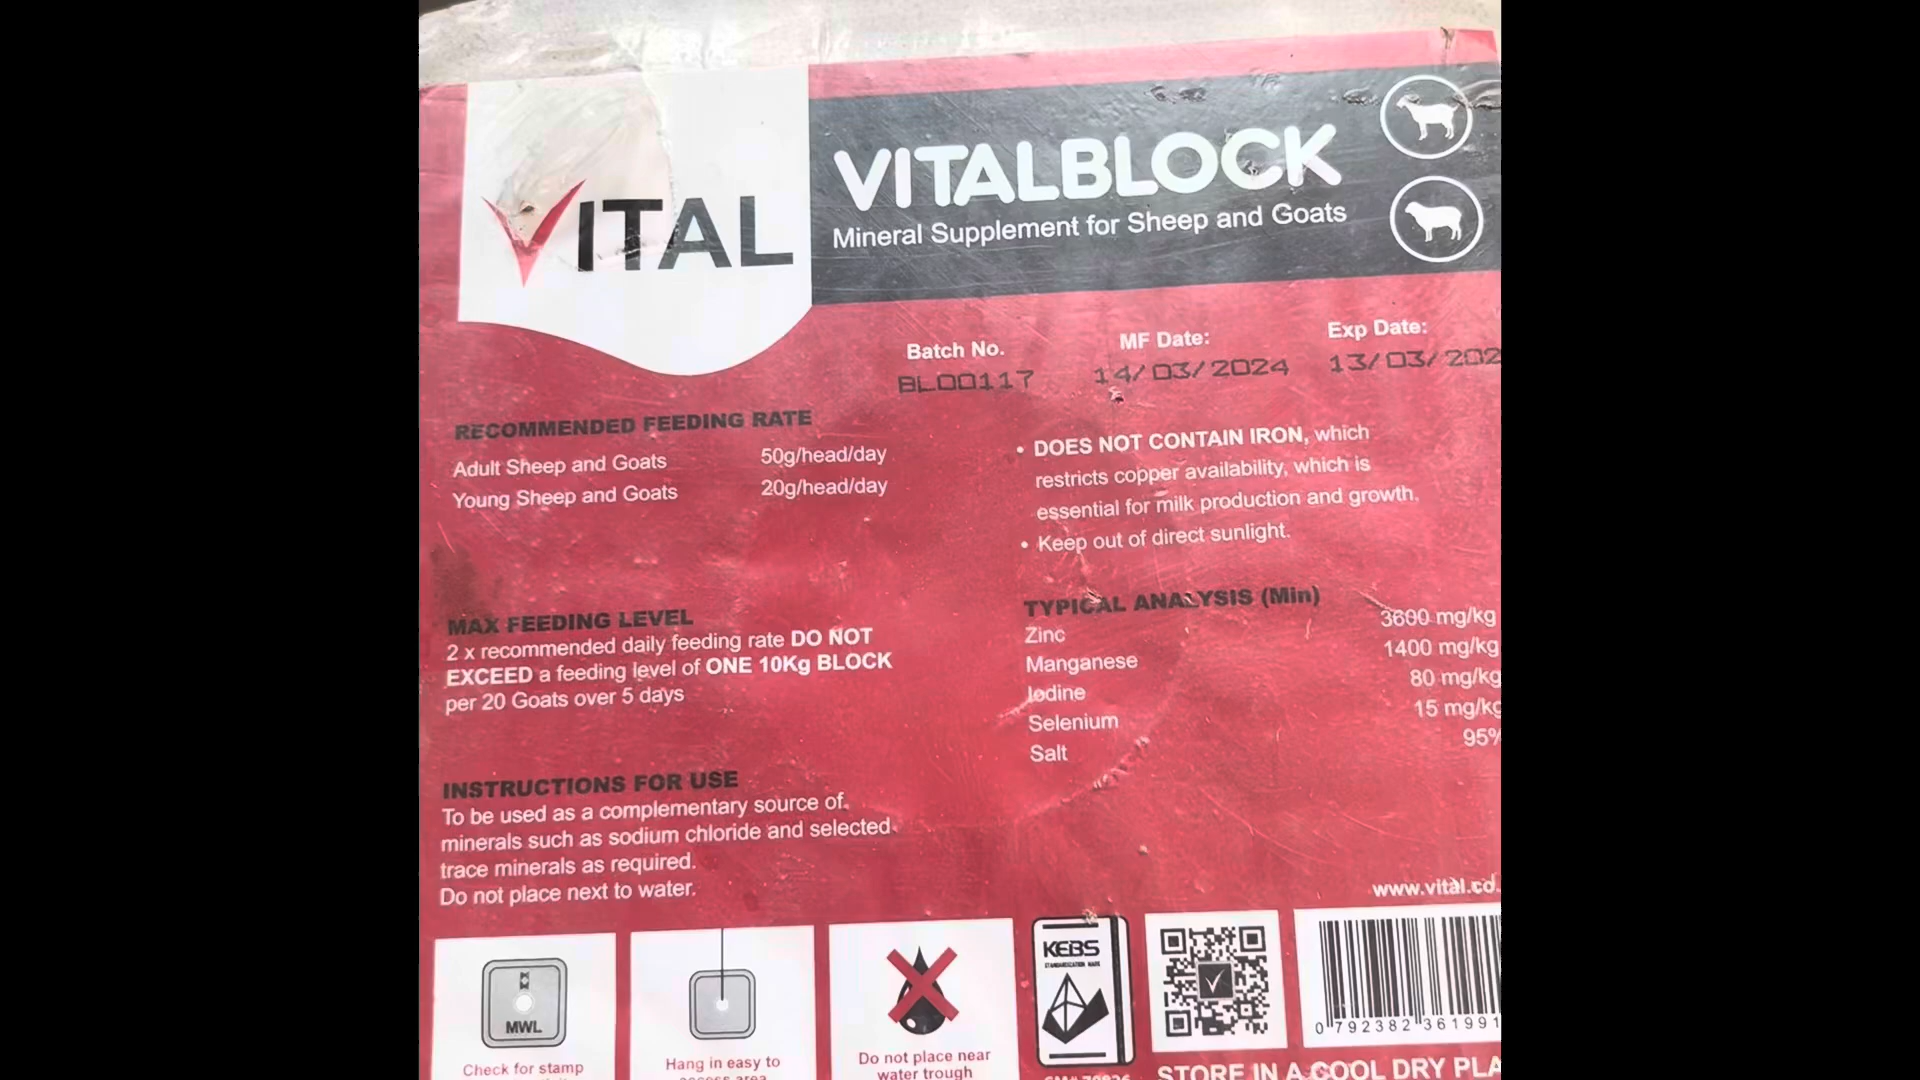 VITAL
VITALBLOCK
Mineral Supplement for Sheep and Goats
Batch No.
BL00117
MF Date:
14/03/2024
Exp Date:
13/03/202
RECOMMENDED FEEDING RATE
Adult Sheep and Goats 50g/head/day
Young Sheep and Goats 20g/head/day
• DOES NOT CONTAIN IRON, which
restricts copper availability, which is
essential for milk production and growth.
• Keep out of direct sunlight.
MAX FEEDING LEVEL
2 x recommended daily feeding rate DO NOT
EXCEED a feeding level of ONE 10Kg BLOCK
per 20 Goats over 5 days
TYPICAL ANALYSIS (Min)
Zinc 3600 mg/kg
Manganese 1400 mg/kg
Iodine 80 mg/kg
Selenium 15 mg/kg
Salt 95%
INSTRUCTIONS FOR USE
To be used as a complementary source of
minerals such as sodium chloride and selected
trace minerals as required.
Do not place next to water.
www.vital.co.
MWL
Check for stamp
Hang in easy to
Do not place near
water trough
KEBS
STANDARDIZATION MARK
0 792382 361991
STORE IN A COOL DRY PLA